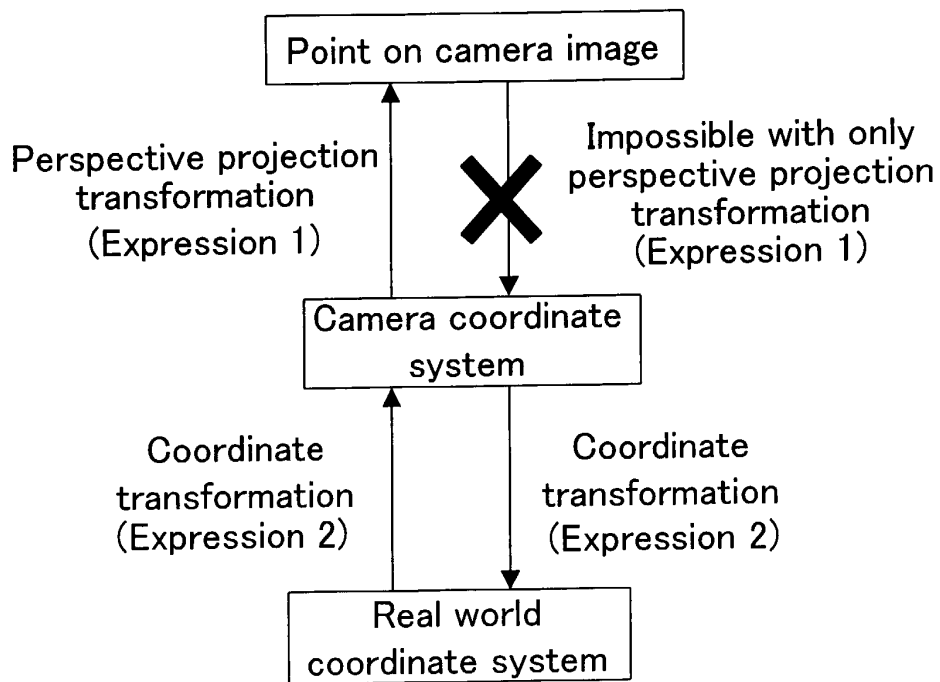 Point on camera image
Perspective projection
transformation
(Expression 1)
Impossible with only
perspective projection
transformation
(Expression 1)
Camera coordinate
system
Coordinate
transformation
(Expression 2)
Coordinate
transformation
(Expression 2)
Real world
coordinate system